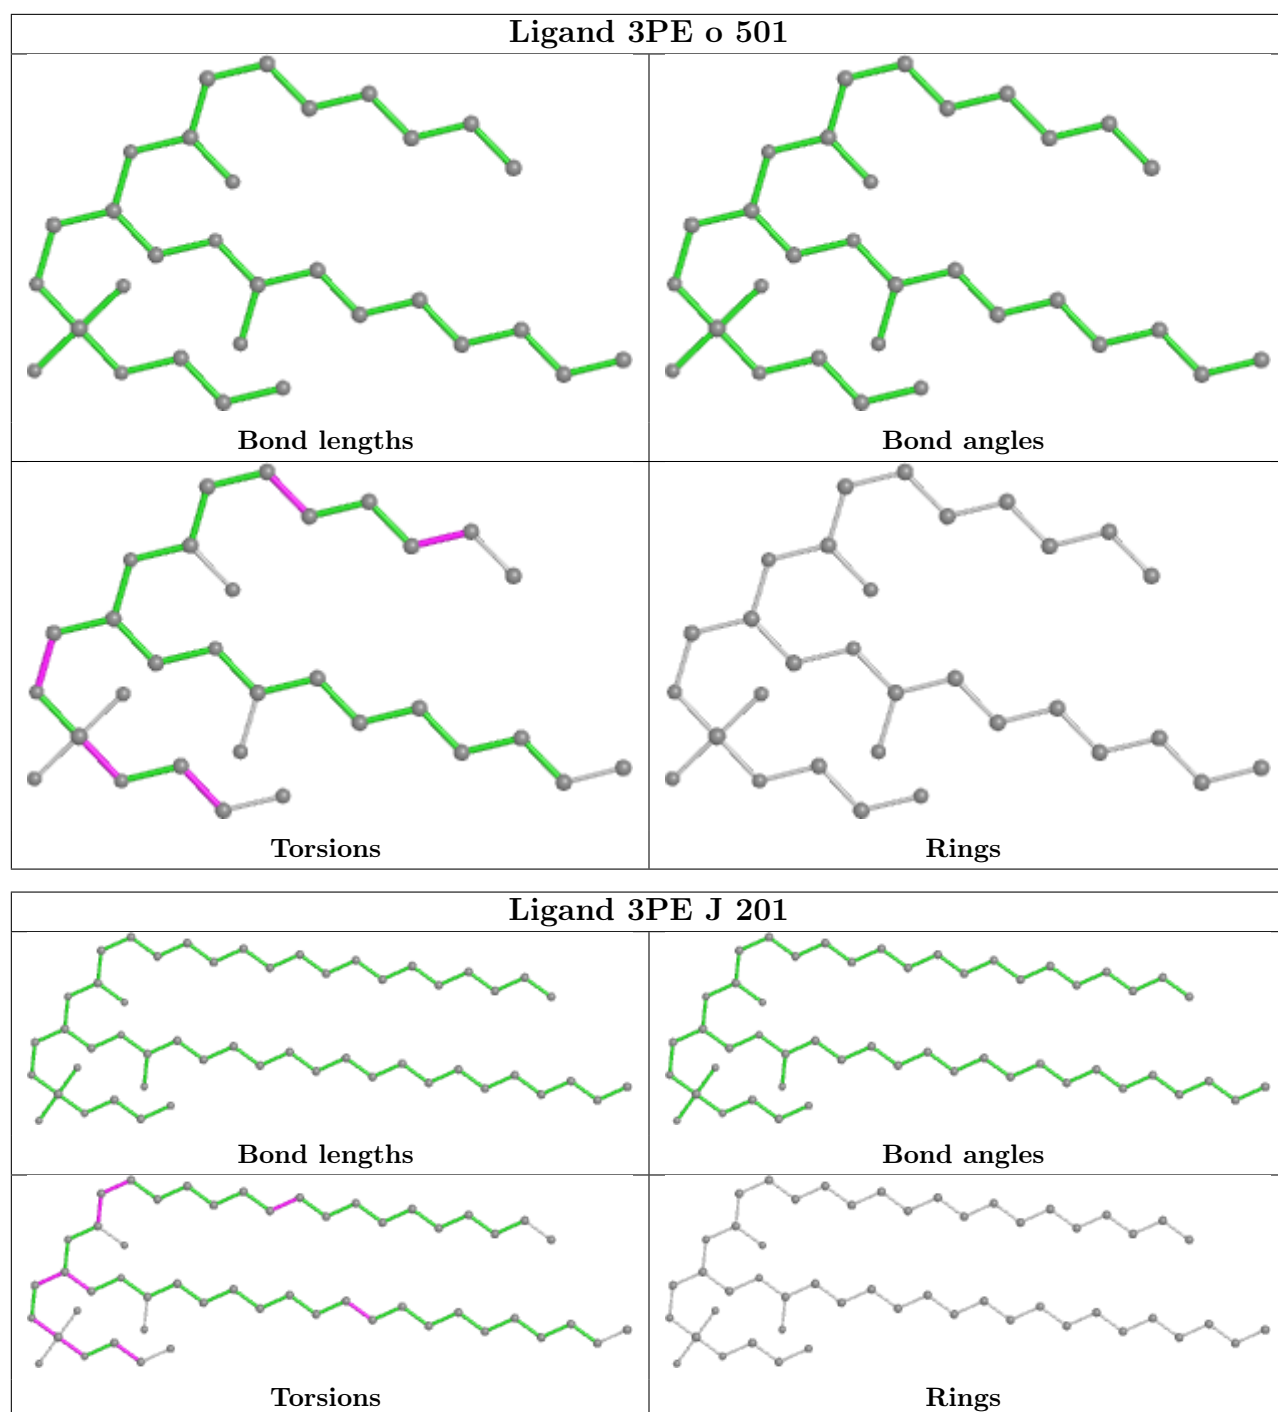 Ligand 3PE o 501
Bond lengths
Bond angles
Torsions
Rings
Ligand 3PE J 201
Bond lengths
Bond angles
Torsions
Rings